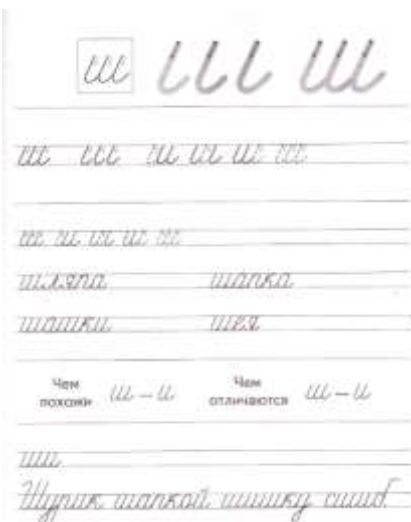 ш ш
ш ш ш ш ш ш
ш ш ш ш ш
шляпа шапка
шашки шея
Чем похожи ш – и Чем отличаются ш – и
ши
Шурик шапкой шишку сшиб.